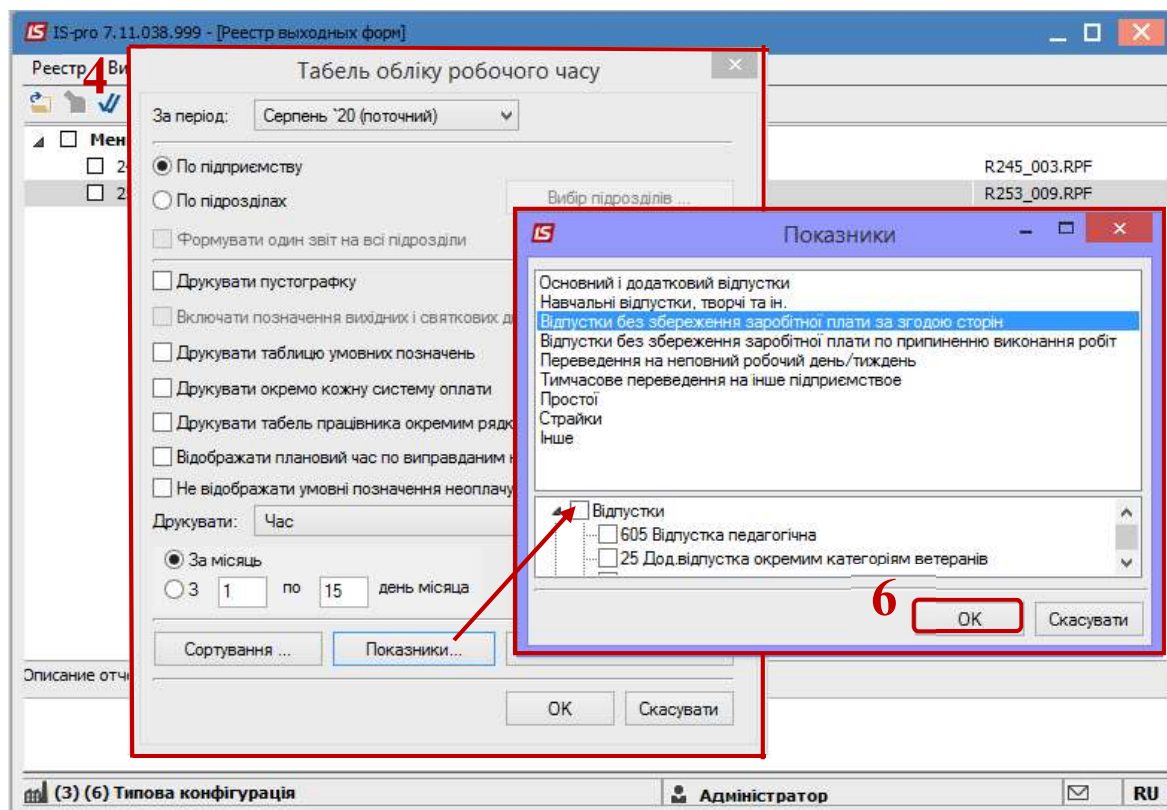 IS-pro 7.11.038.999 - [Реестр выходных форм]
Реестр Ви
4
Табель обліку робочого часу
За період: Серпень `20 (поточний)
Мен
По підприємству
R245_003.RPF
По підрозділах
Вибір підрозділів ...
R253_009.RPF
Формувати один звіт на всі підрозділи
Друкувати пустографку
Включати позначення вихідних і святкових д
Друкувати таблицю умовних позначень
Друкувати окремо кожну систему оплати
Друкувати табель працівника окремим рядк
Відображати плановий час по виправданим н
Не відображати умовні позначення неоплачу
Друкувати: Час
За місяць
З 1 по 15 день місяца
Сортування ... Показники...
OK Скасувати
Показники
Основний і додатковий відпустки
Навчальні відпустки, творчі та ін.
Відпустки без збереження заробітної плати за згодою сторін
Відпустки без збереження заробітної плати по припиненню виконання робіт
Переведення на неповний робочий день/тиждень
Тимчасове переведення на інше підприємствое
Простої
Страйки
Інше
Відпустки
605 Відпустка педагогічна
25 Дод.відпустка окремим категоріям ветеранів
6
OK Скасувати
Описание отч
(3) (6) Типова конфігурація Адміністратор RU